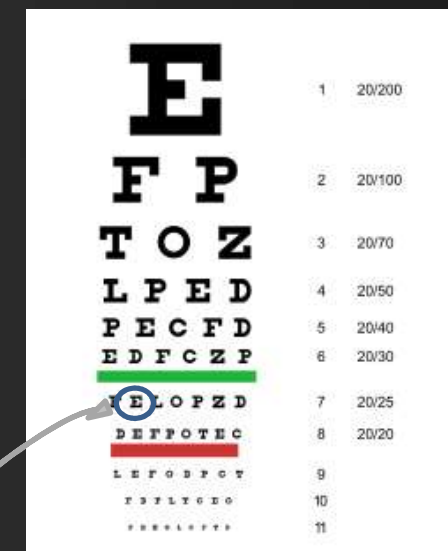 E 1 20/200
F P 2 20/100
T O Z 3 20/70
L P E D 4 20/50
P E C F D 5 20/40
E D F C Z P 6 20/30
F E L O P Z D 7 20/25
D E F P O T E C 8 20/20
L E F O D P C T 9
10
11